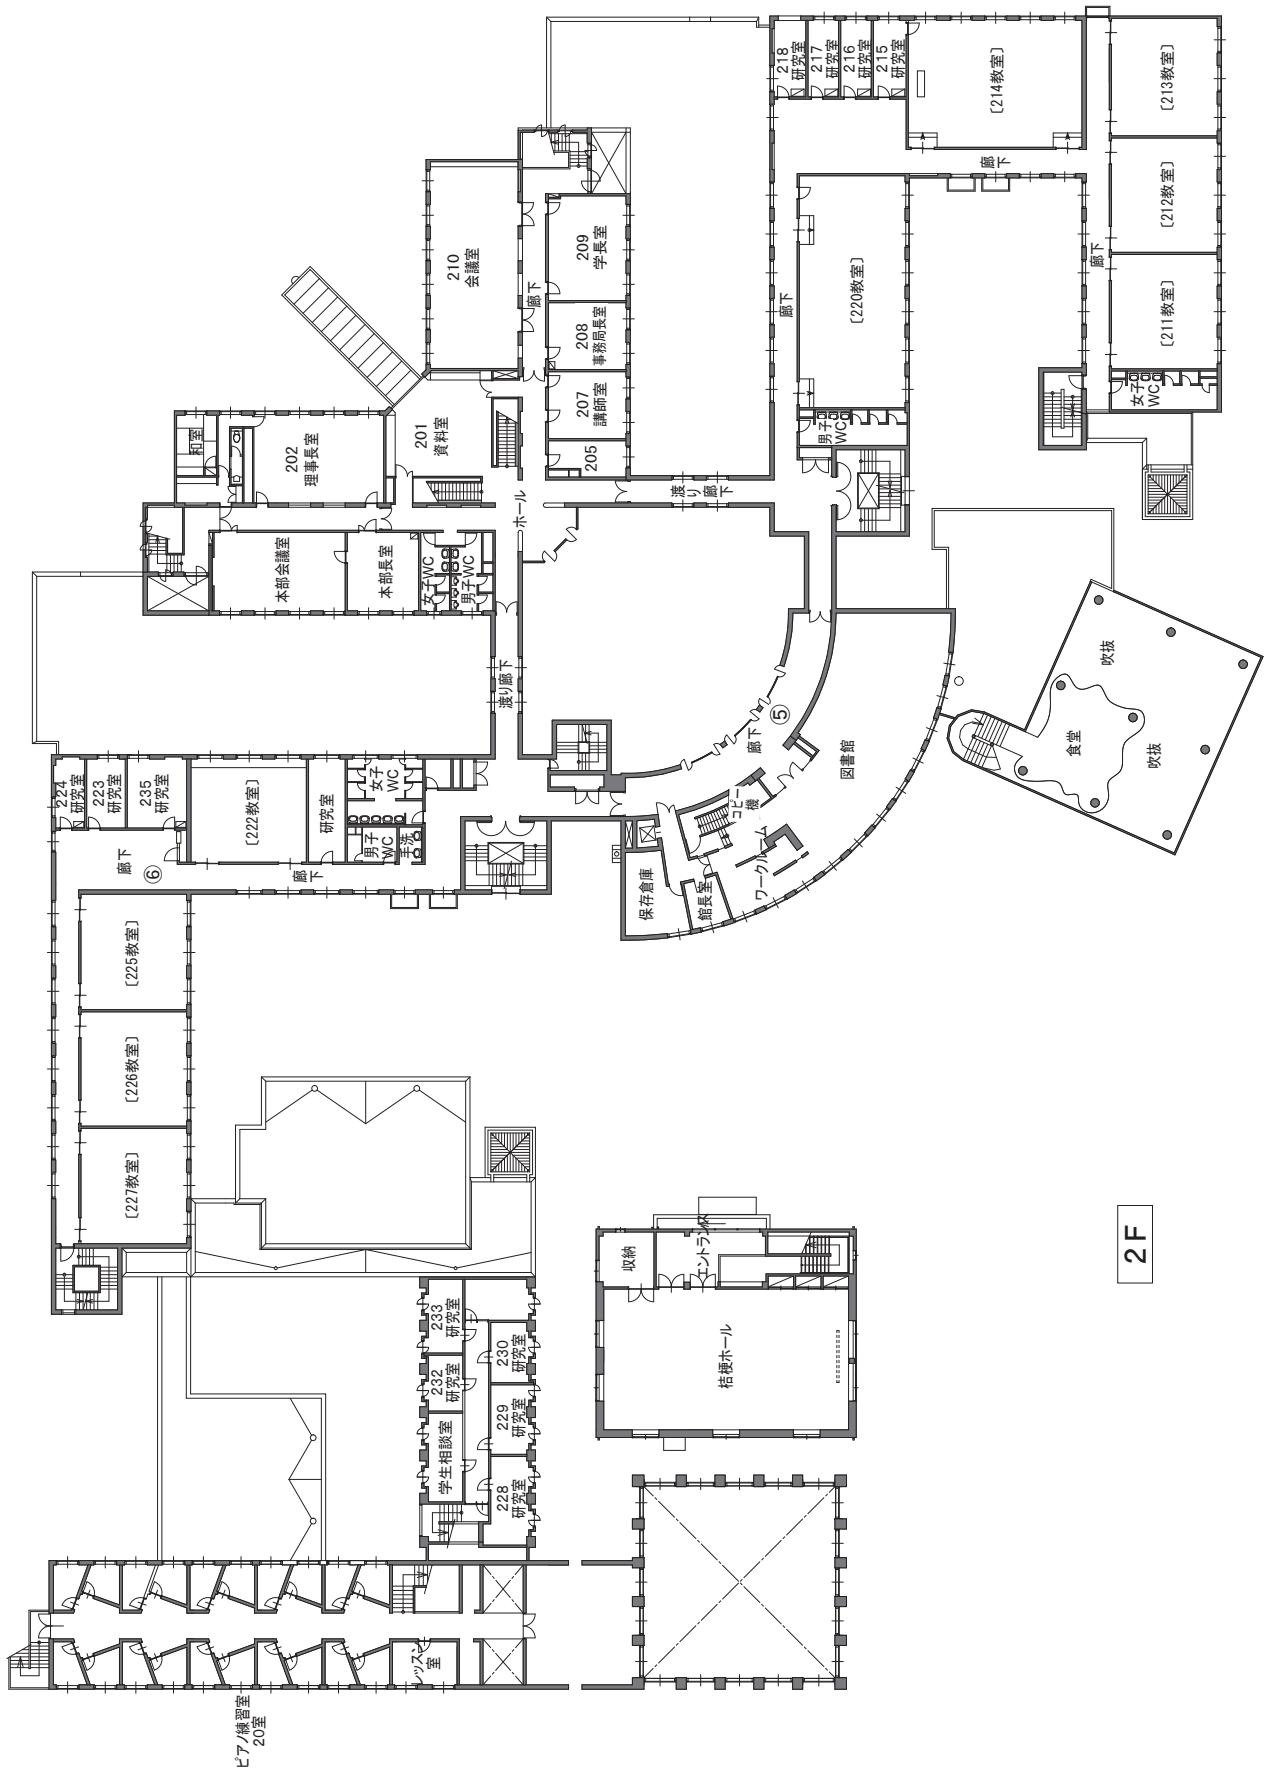 218
研究室
217
研究室
216
研究室
215
研究室
〔214教室〕
〔213教室〕
廊下
〔212教室〕
廊下
〔211教室〕
女子
WC
〔220教室〕
廊下
男子
WC
210
会議室
209
学長室
廊下
208
事務局長室
207
講師室
205
渡り
廊下
和室
202
理事長室
201
資料室
ホール
本部会議室
本部長室
女子WC
男子WC
渡り廊下
224
研究室
223
研究室
235
研究室
〔222教室〕
研究室
女子
WC
男子
WC
手洗
廊下
⑥
廊下
〔225教室〕
〔226教室〕
〔227教室〕
廊下
⑤
図書館
コピー
機
ワークルーム
館長室
保存倉庫
吹抜
食堂
吹抜
233
研究室
232
研究室
学生相談室
230
研究室
229
研究室
228
研究室
収納
エントランス
桔梗ホール
レッスン
室
ピアノ練習室
20室
2F